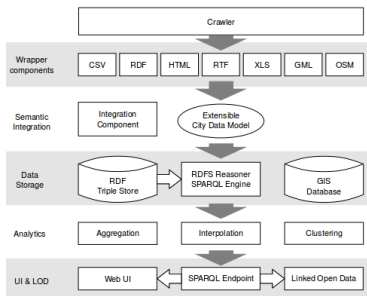 Crawler
Wrapper
components
CSV
RDF
HTML
RTF
XLS
GML
OSM
Semantic
Integration
Integration
Component
Extensible
City Data Model
Data
Storage
RDF
Triple Store
RDFS Reasoner
SPARQL Engine
GIS
Database
Analytics
Aggregation
Interpolation
Clustering
UI & LOD
Web UI
SPARQL Endpoint
Linked Open Data